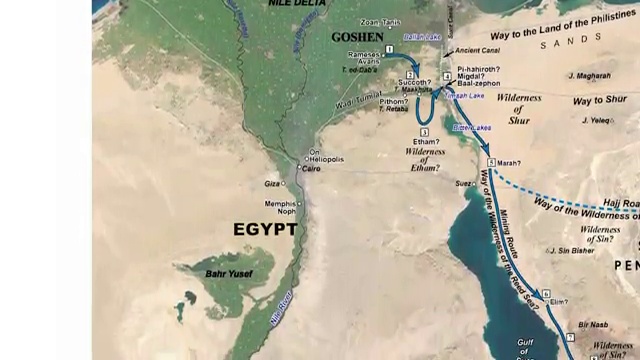 NILE DELTA
Zoan, Tanis
GOSHEN
Ballah Lake
Way to the Land of the Philistines
SANDS
Rameses
Avaris
T. ed-Dab'a
1
Ancient Canal
2
Succoth?
T. Maskhuta
4
Pi-hahiroth?
Migdal?
Baal-zephon
J. Magharah
Wadi Tumilat
Pithom?
T. Retaba
Timsah Lake
Wilderness
of
Shur
Way to Shur
J. Yeleq
3
Etham?
Bitter Lakes
Wilderness
of
Etham?
On
Heliopolis
Cairo
5
Marah?
Giza
Suez
Hajj Roa
Way of the Wilderness of
Memphis
Noph
EGYPT
Mining Route
Way of the Wilderness of the Reed Sea?
Wilderness
of Sin?
J. Sin Bisher
PEN
Bahr Yusef
Nile River
6
Elim?
Bir Nasb
7
Gulf
of
Wilderness
of Sin?